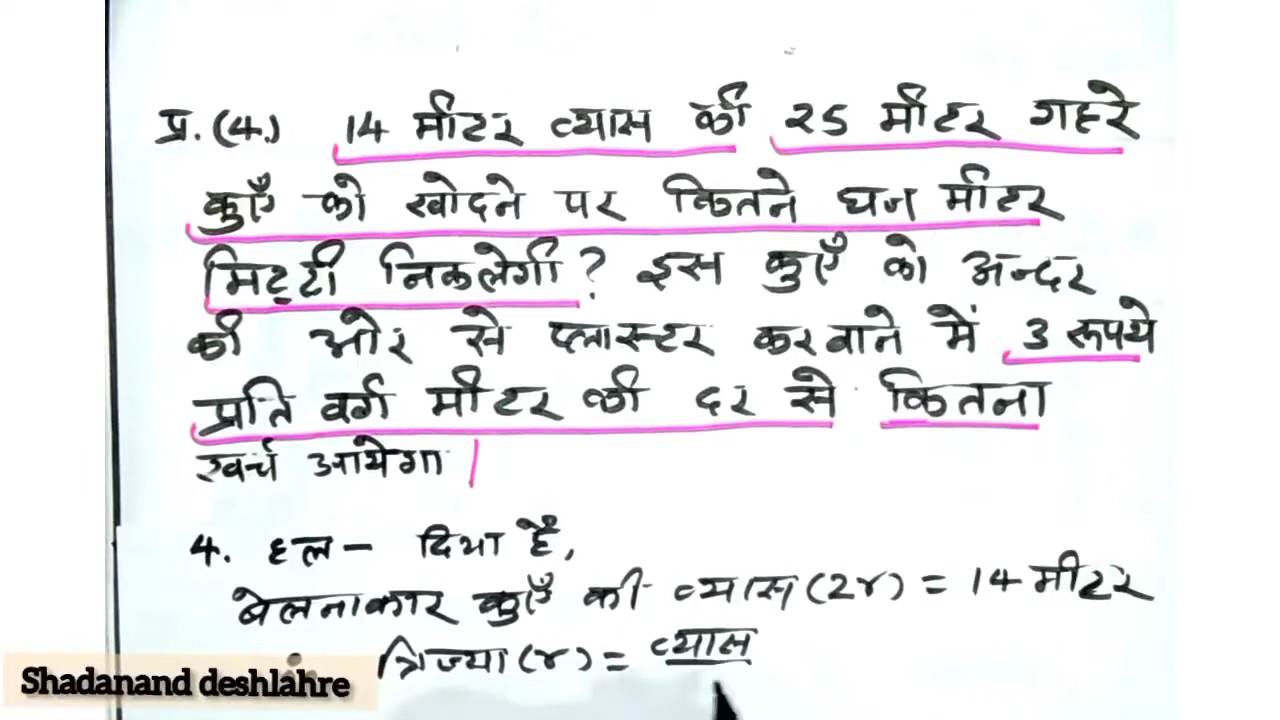 प्र.(4.) 14 मीटर व्यास की 25 मीटर गहरे
कुएँ को खोदने पर कितने घन मीटर
मिट्टी निकलेगी? इस कुएँ को अन्दर
की ओर से प्लास्टर करवाने में 3 रूपये
प्रति वर्ग मीटर की दर से कितना
खर्च आयेगा |
4. हल - दिया है,
बेलनाकार कुएँ की व्यास (2r) = 14 मीटर
त्रिज्या (r) = व्यास
Shadanand deshlahre